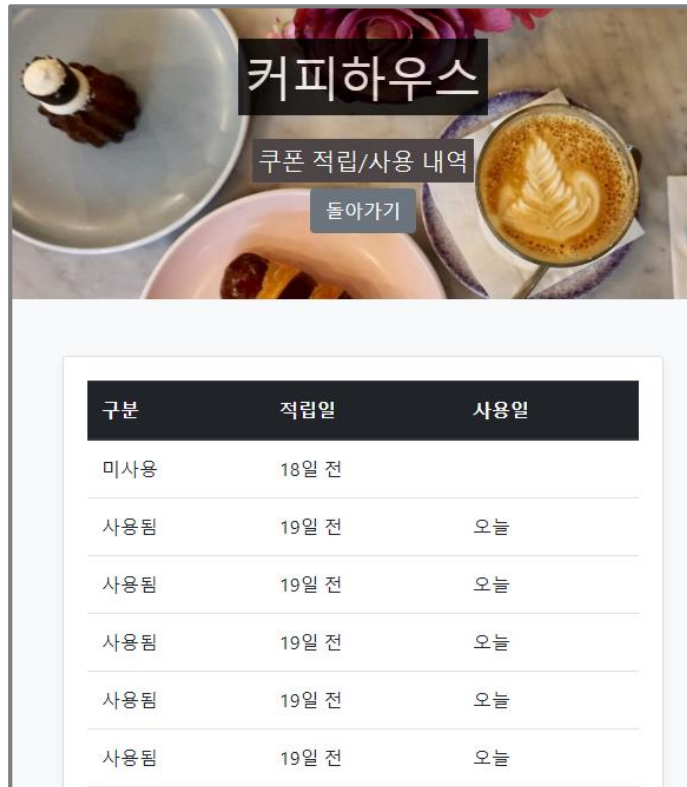 커피하우스
쿠폰 적립/사용 내역
돌아가기
구분 적립일 사용일
미사용 18일 전
사용됨 19일 전 오늘
사용됨 19일 전 오늘
사용됨 19일 전 오늘
사용됨 19일 전 오늘
사용됨 19일 전 오늘